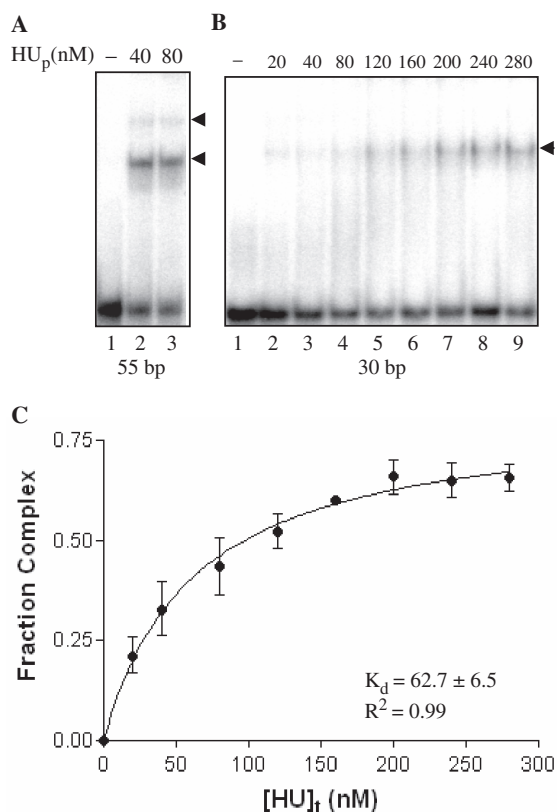 A
HUp(nM) – 40 80
1 2 3
55 bp
B
– 20 40 80 120 160 200 240 280
1 2 3 4 5 6 7 8 9
30 bp
C
Fraction Complex
0.75
0.50
0.25
0.00
Kd = 62.7 ± 6.5
R² = 0.99
0 50 100 150 200 250 300
[HU]t (nM)